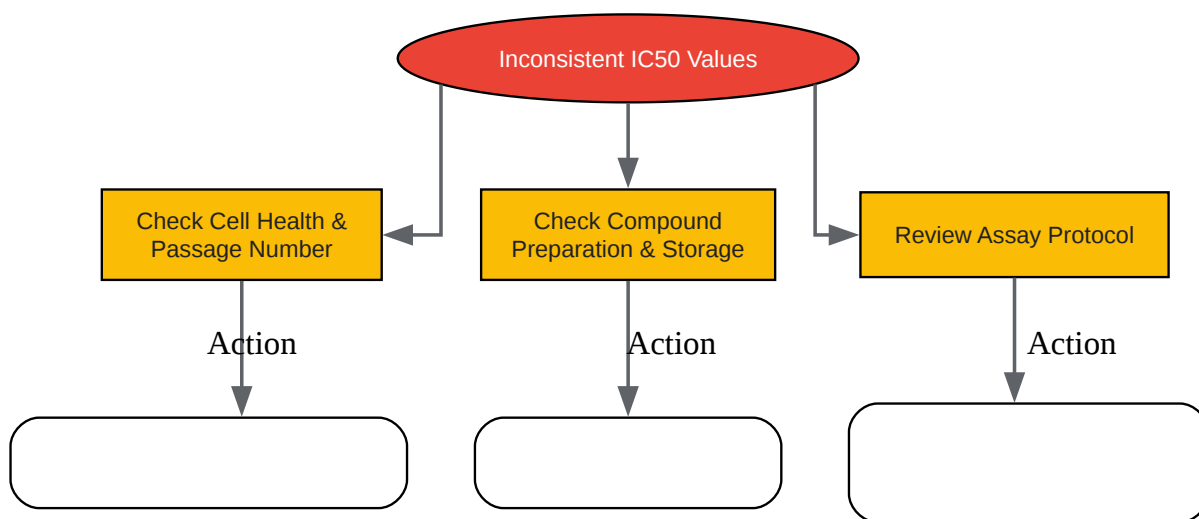 Inconsistent IC50 Values
Check Cell Health &
Passage Number
Check Compound
Preparation & Storage
Review Assay Protocol
Action
Action
Action